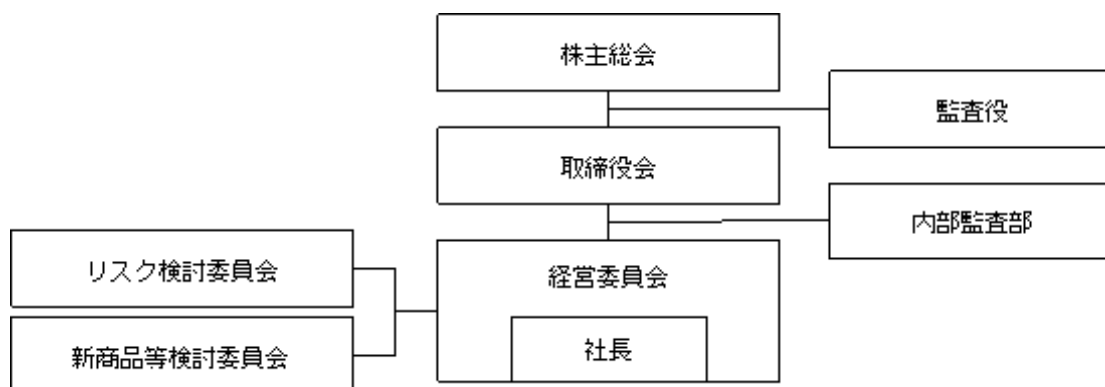 株主総会
監査役
取締役会
内部監査部
リスク検討委員会
経営委員会
新商品等検討委員会
社長